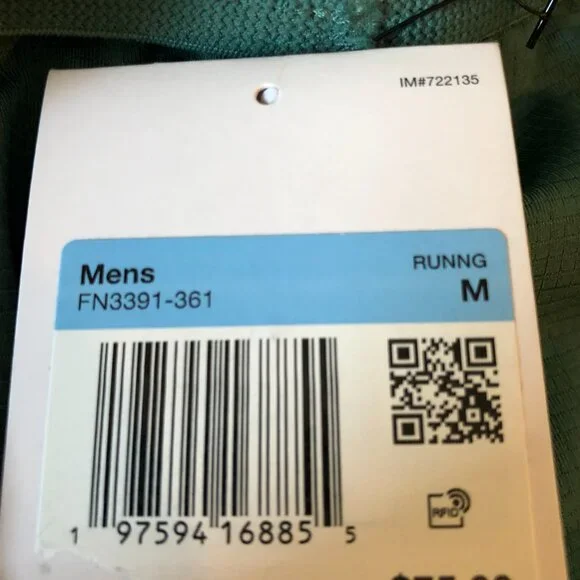 IM#722135
Mens
RUNNG
FN3391-361
M
RFID
1 97594 16885 5